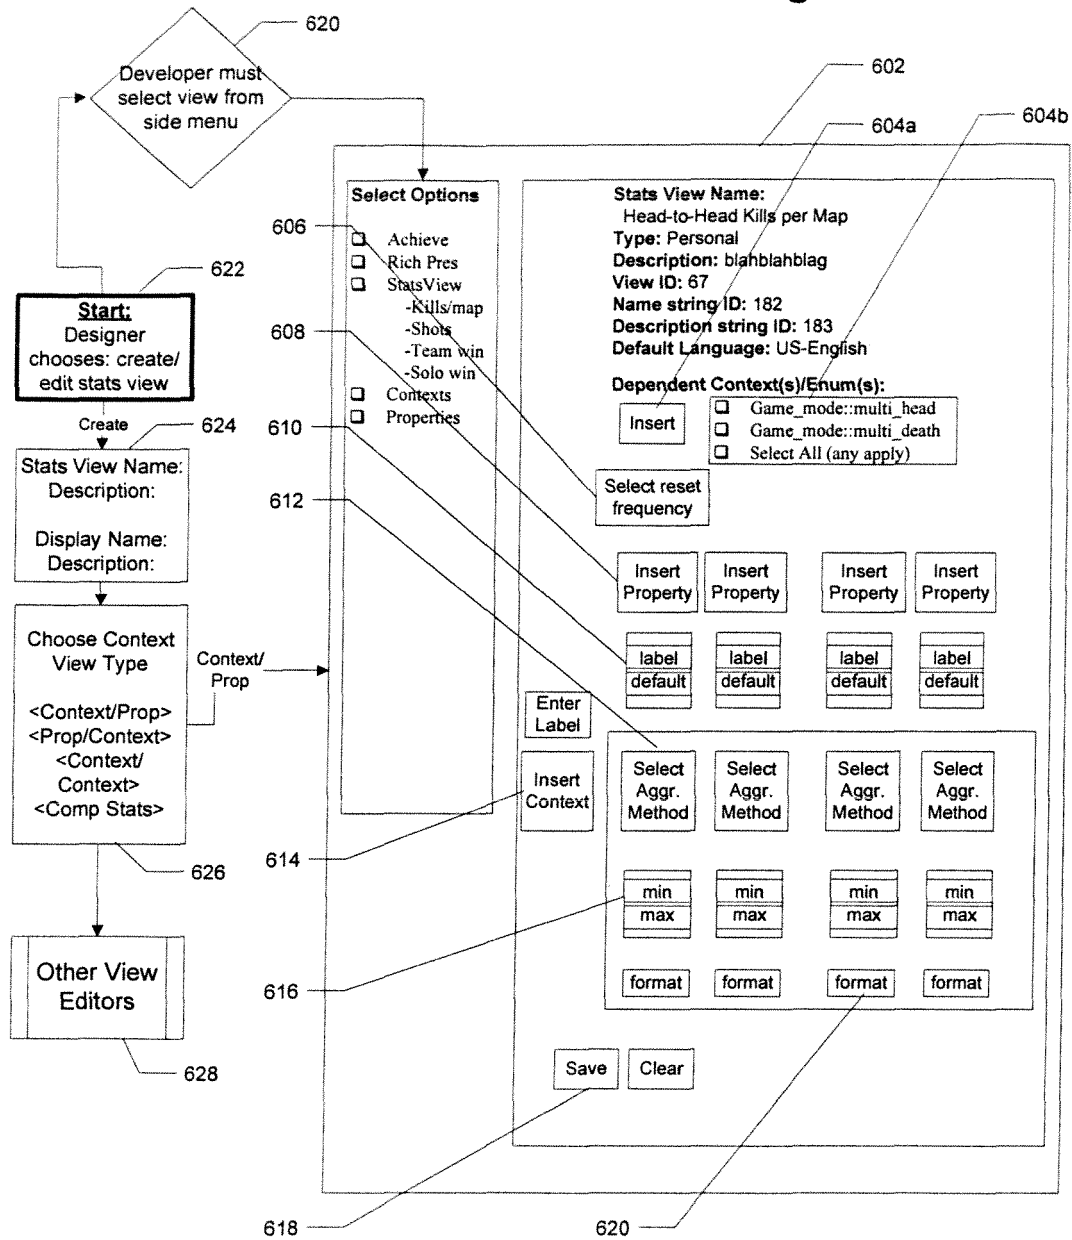 620
Developer must
select view from
side menu
602
604a
604b
606
622
Start:
Designer
chooses: create/
edit stats view
Create
624
Stats View Name:
Description:
Display Name:
Description:
Choose Context
View Type
<Context/Prop>
<Prop/Context>
<Context/
Context>
<Comp Stats>
Context/
Prop
626
Other View
Editors
628
Select Options
Achieve
Rich Pres
StatsView
-Kills/map
-Shots
-Team win
-Solo win
Contexts
Properties
608
610
612
614
616
618
620
Stats View Name:
Head-to-Head Kills per Map
Type: Personal
Description: blahblahblag
View ID: 67
Name string ID: 182
Description string ID: 183
Default Language: US-English
Dependent Context(s)/Enum(s):
Insert
Game_mode::multi_head
Game_mode::multi_death
Select All (any apply)
Select reset
frequency
Insert Insert Insert Insert
Property Property Property Property
label label label label
default default default default
Enter
Label
Insert
Context
Select Select Select Select
Aggr. Aggr. Aggr. Aggr.
Method Method Method Method
min min min min
max max max max
format format format format
Save Clear